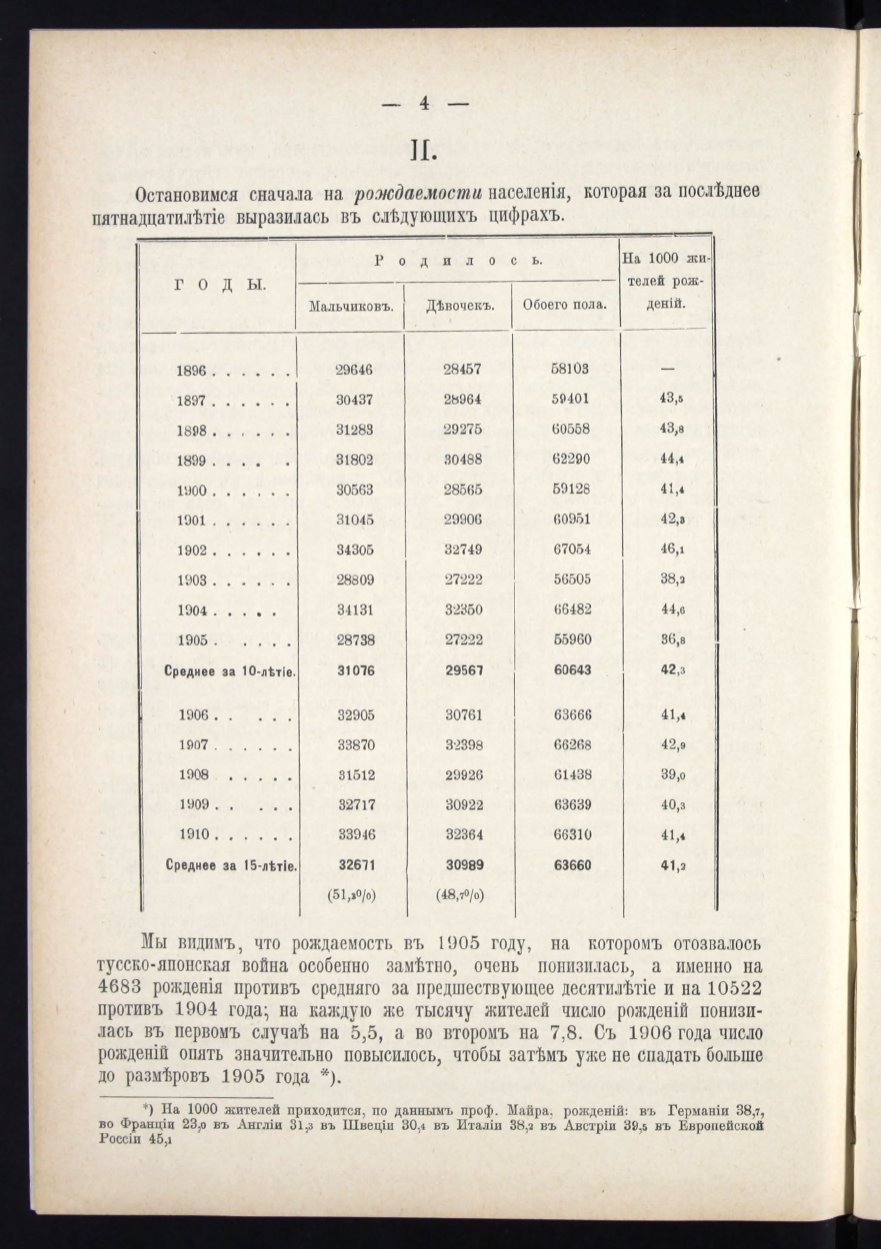 — 4 —
II.
Остановимся сначала на рождаемости населенія, которая за послѣднее
пятнадцатилѣтіе выразилась въ слѣдующихъ цифрахъ.
ГОДЫ. Родилось. На 1000 жи-
телей рож-
деній.
Мальчиковъ. Дѣвочекъ. Обоего пола.
1896 . . . . . . 29646 28457 58103 —
1897 . . . . . . 30437 28964 59401 43,5
1898 . . . . . . 31283 29275 60558 43,8
1899 . . . . . 31802 30488 62290 44,4
1900 . . . . . . 30563 28565 59128 41,4
1901 . . . . . . 31045 29906 60951 42,3
1902 . . . . . . 34305 32749 67054 46,1
1903 . . . . . . 28809 27222 56505 38,2
1904 . . . . . 34131 32350 66482 44,6
1905 . . . . . 28738 27222 55960 36,8
Среднее за 10-лѣтіе. 31076 29567 60643 42,3
1906 . . . . . 32905 30761 63666 41,4
1907 . . . . . . 33870 32398 66268 42,9
1908 . . . . . 31512 29926 61438 39,0
1909 . . . . . 32717 30922 63639 40,3
1910 . . . . . . 33946 32364 66310 41,4
Среднее за 15-лѣтіе. 32671 30989 63660 41,2
(51,3%) (48,7%)
Мы видимъ, что рождаемость въ 1905 году, на которомъ отозвалось
тусско-японская война особенно замѣтно, очень понизилась, а именно на
4683 рожденія противъ средняго за предшествующее десятилѣтіе и на 10522
противъ 1904 года; на каждую же тысячу жителей число рожденій понизи-
лась въ первомъ случаѣ на 5,5, а во второмъ на 7,8. Съ 1906 года число
рожденій опять значительно повысилось, чтобы затѣмъ уже не спадать больше
до размѣровъ 1905 года *).
*) На 1000 жителей приходится, по даннымъ проф. Майра, рожденій: въ Германіи 38,7,
во Франціи 23,0 въ Англіи 31,3 въ Швеціи 30,4 въ Италіи 38,2 въ Австріи 39,5 въ Европейской
Россіи 45,1